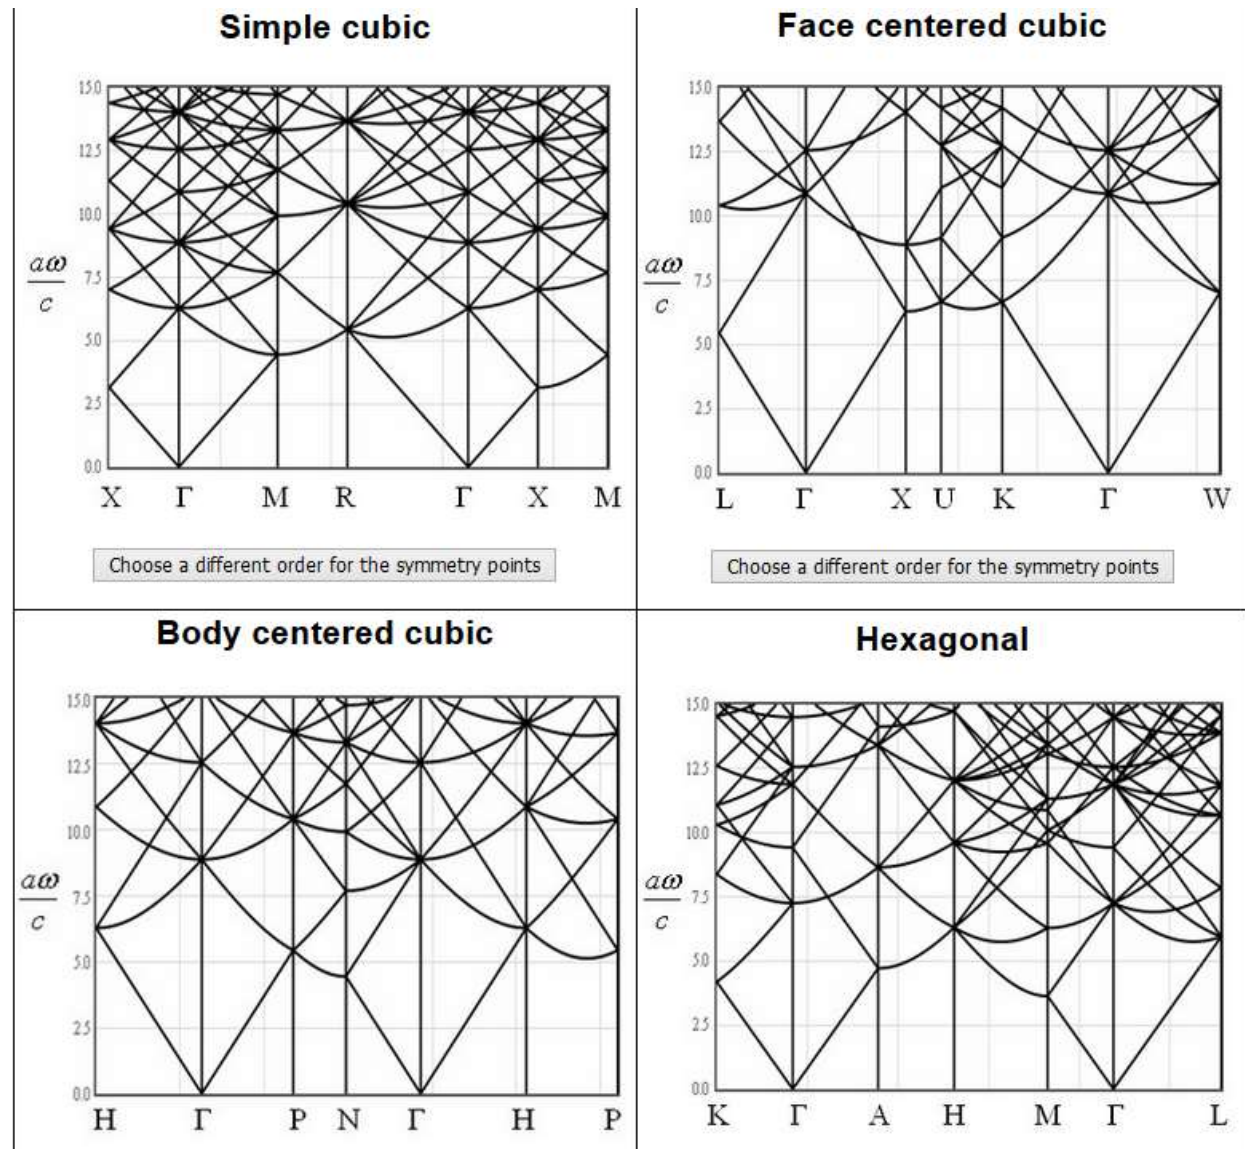 Simple cubic
15.0
12.5
10.0
7.5
5.0
2.5
0.0
aω
c
X Γ M R Γ X M
Choose a different order for the symmetry points
Face centered cubic
15.0
12.5
10.0
7.5
5.0
2.5
0.0
aω
c
L Γ X U K Γ W
Choose a different order for the symmetry points
Body centered cubic
15.0
12.5
10.0
7.5
5.0
2.5
0.0
aω
c
H Γ P N Γ H P
Hexagonal
15.0
12.5
10.0
7.5
5.0
2.5
0.0
aω
c
K Γ A H M Γ L